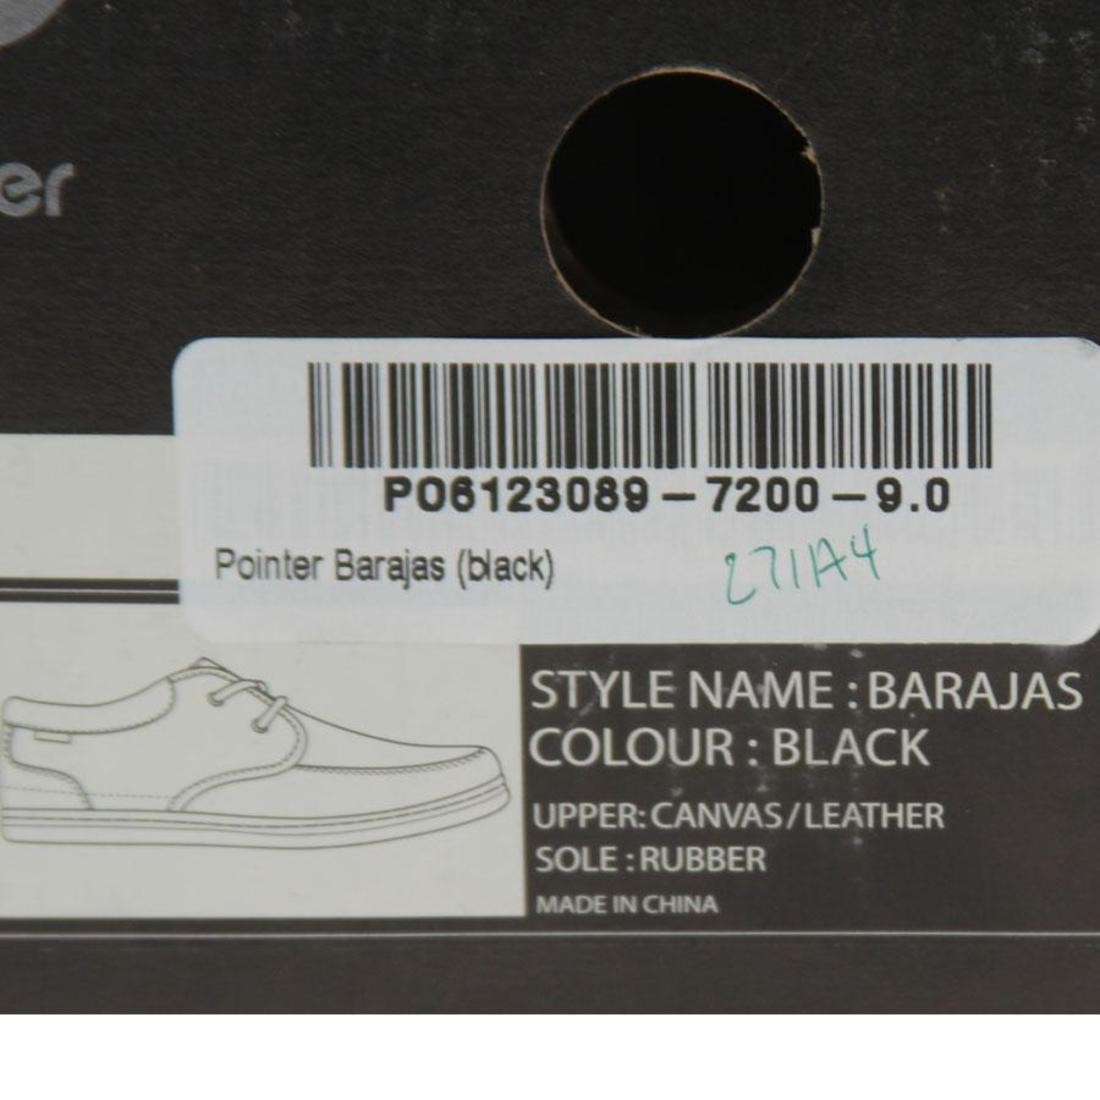 er
PO6123089-7200-9.0
Pointer Barajas (black)
271A4
STYLE NAME : BARAJAS
COLOUR : BLACK
UPPER: CANVAS/LEATHER
SOLE : RUBBER
MADE IN CHINA